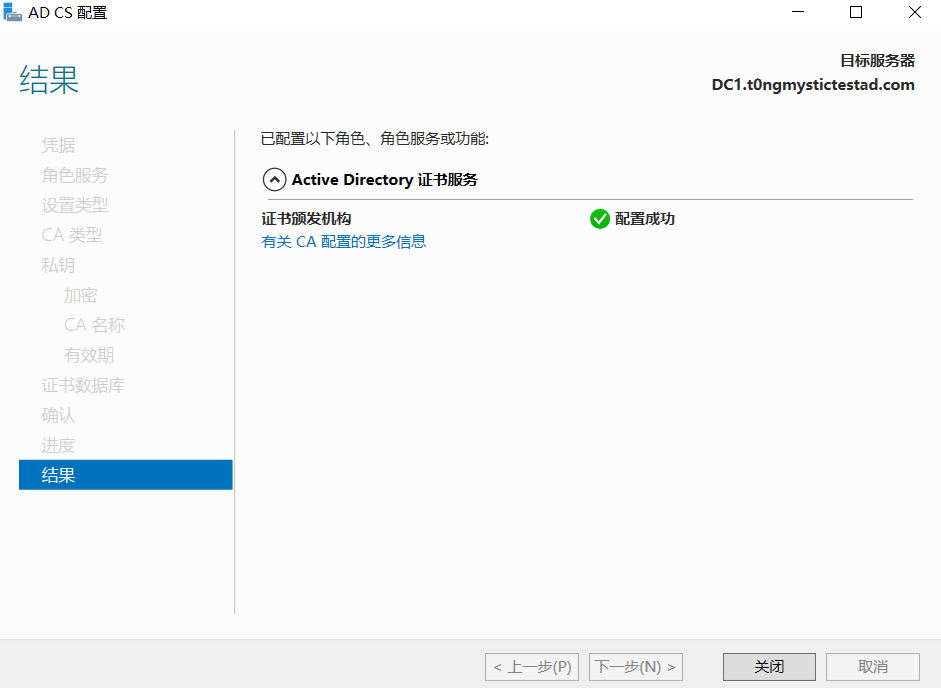 AD CS 配置
目标服务器
DC1.t0ngmystictestad.com
结果
凭据
角色服务
设置类型
CA 类型
私钥
加密
CA 名称
有效期
证书数据库
确认
进度
结果
已配置以下角色、角色服务或功能:
Active Directory 证书服务
证书颁发机构
配置成功
有关 CA 配置的更多信息
< 上一步(P)
下一步(N) >
关闭
取消